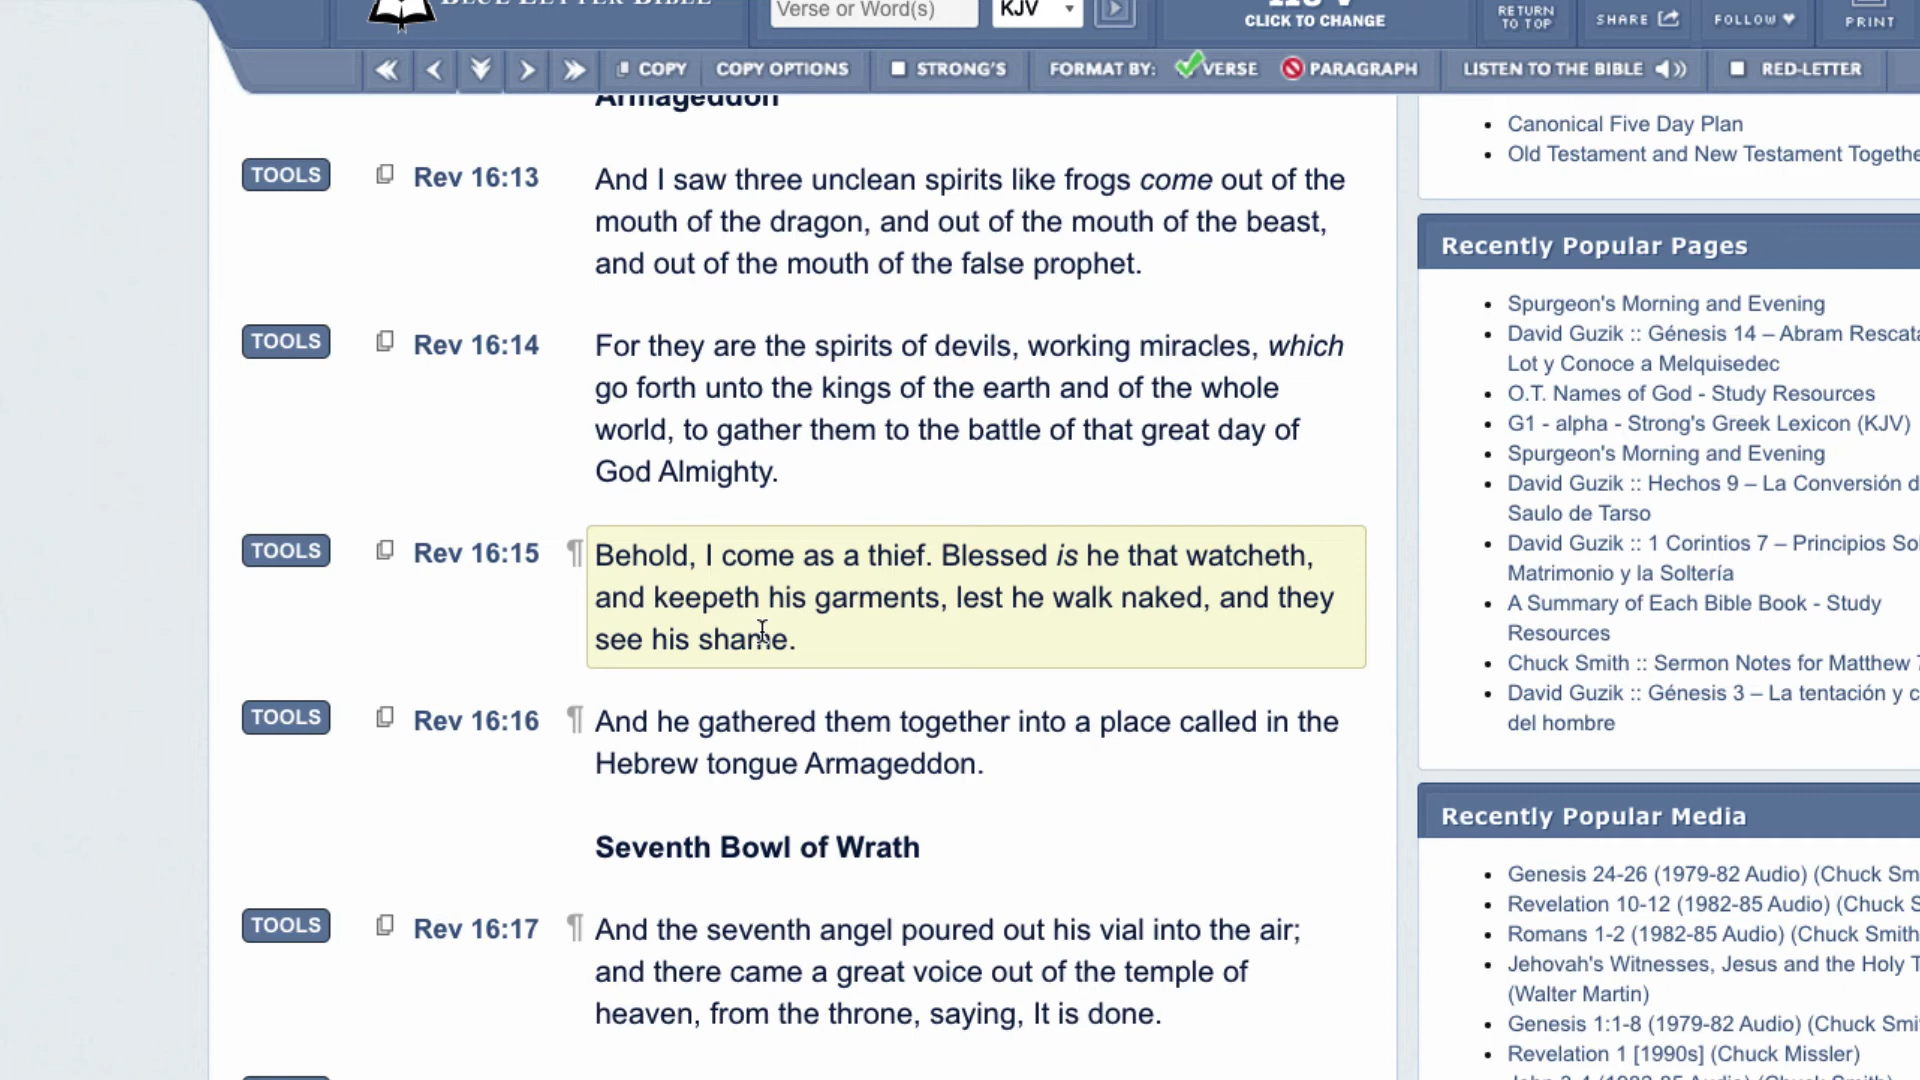 BLUE LETTER BIBLE
Verse or Word(s)
KJV
CLICK TO CHANGE
RETURN
TO TOP
SHARE
FOLLOW
PRINT
COPY
COPY OPTIONS
STRONG'S
FORMAT BY:
VERSE
PARAGRAPH
LISTEN TO THE BIBLE
RED-LETTER
Armageddon
TOOLS
Rev 16:13
And I saw three unclean spirits like frogs come out of the
mouth of the dragon, and out of the mouth of the beast,
and out of the mouth of the false prophet.
TOOLS
Rev 16:14
For they are the spirits of devils, working miracles, which
go forth unto the kings of the earth and of the whole
world, to gather them to the battle of that great day of
God Almighty.
TOOLS
Rev 16:15
¶ Behold, I come as a thief. Blessed is he that watcheth,
and keepeth his garments, lest he walk naked, and they
see his shame.
TOOLS
Rev 16:16
¶ And he gathered them together into a place called in the
Hebrew tongue Armageddon.
Seventh Bowl of Wrath
TOOLS
Rev 16:17
¶ And the seventh angel poured out his vial into the air;
and there came a great voice out of the temple of
heaven, from the throne, saying, It is done.
Canonical Five Day Plan
Old Testament and New Testament Togethe
Recently Popular Pages
Spurgeon's Morning and Evening
David Guzik :: Génesis 14 – Abram Rescata
Lot y Conoce a Melquisedec
O.T. Names of God - Study Resources
G1 - alpha - Strong's Greek Lexicon (KJV)
Spurgeon's Morning and Evening
David Guzik :: Hechos 9 – La Conversión d
Saulo de Tarso
David Guzik :: 1 Corintios 7 – Principios So
Matrimonio y la Soltería
A Summary of Each Bible Book - Study
Resources
Chuck Smith :: Sermon Notes for Matthew 7
David Guzik :: Génesis 3 – La tentación y c
del hombre
Recently Popular Media
Genesis 24-26 (1979-82 Audio) (Chuck Sm
Revelation 10-12 (1982-85 Audio) (Chuck S
Romans 1-2 (1982-85 Audio) (Chuck Smith
Jehovah's Witnesses, Jesus and the Holy T
(Walter Martin)
Genesis 1:1-8 (1979-82 Audio) (Chuck Smi
Revelation 1 [1990s] (Chuck Missler)